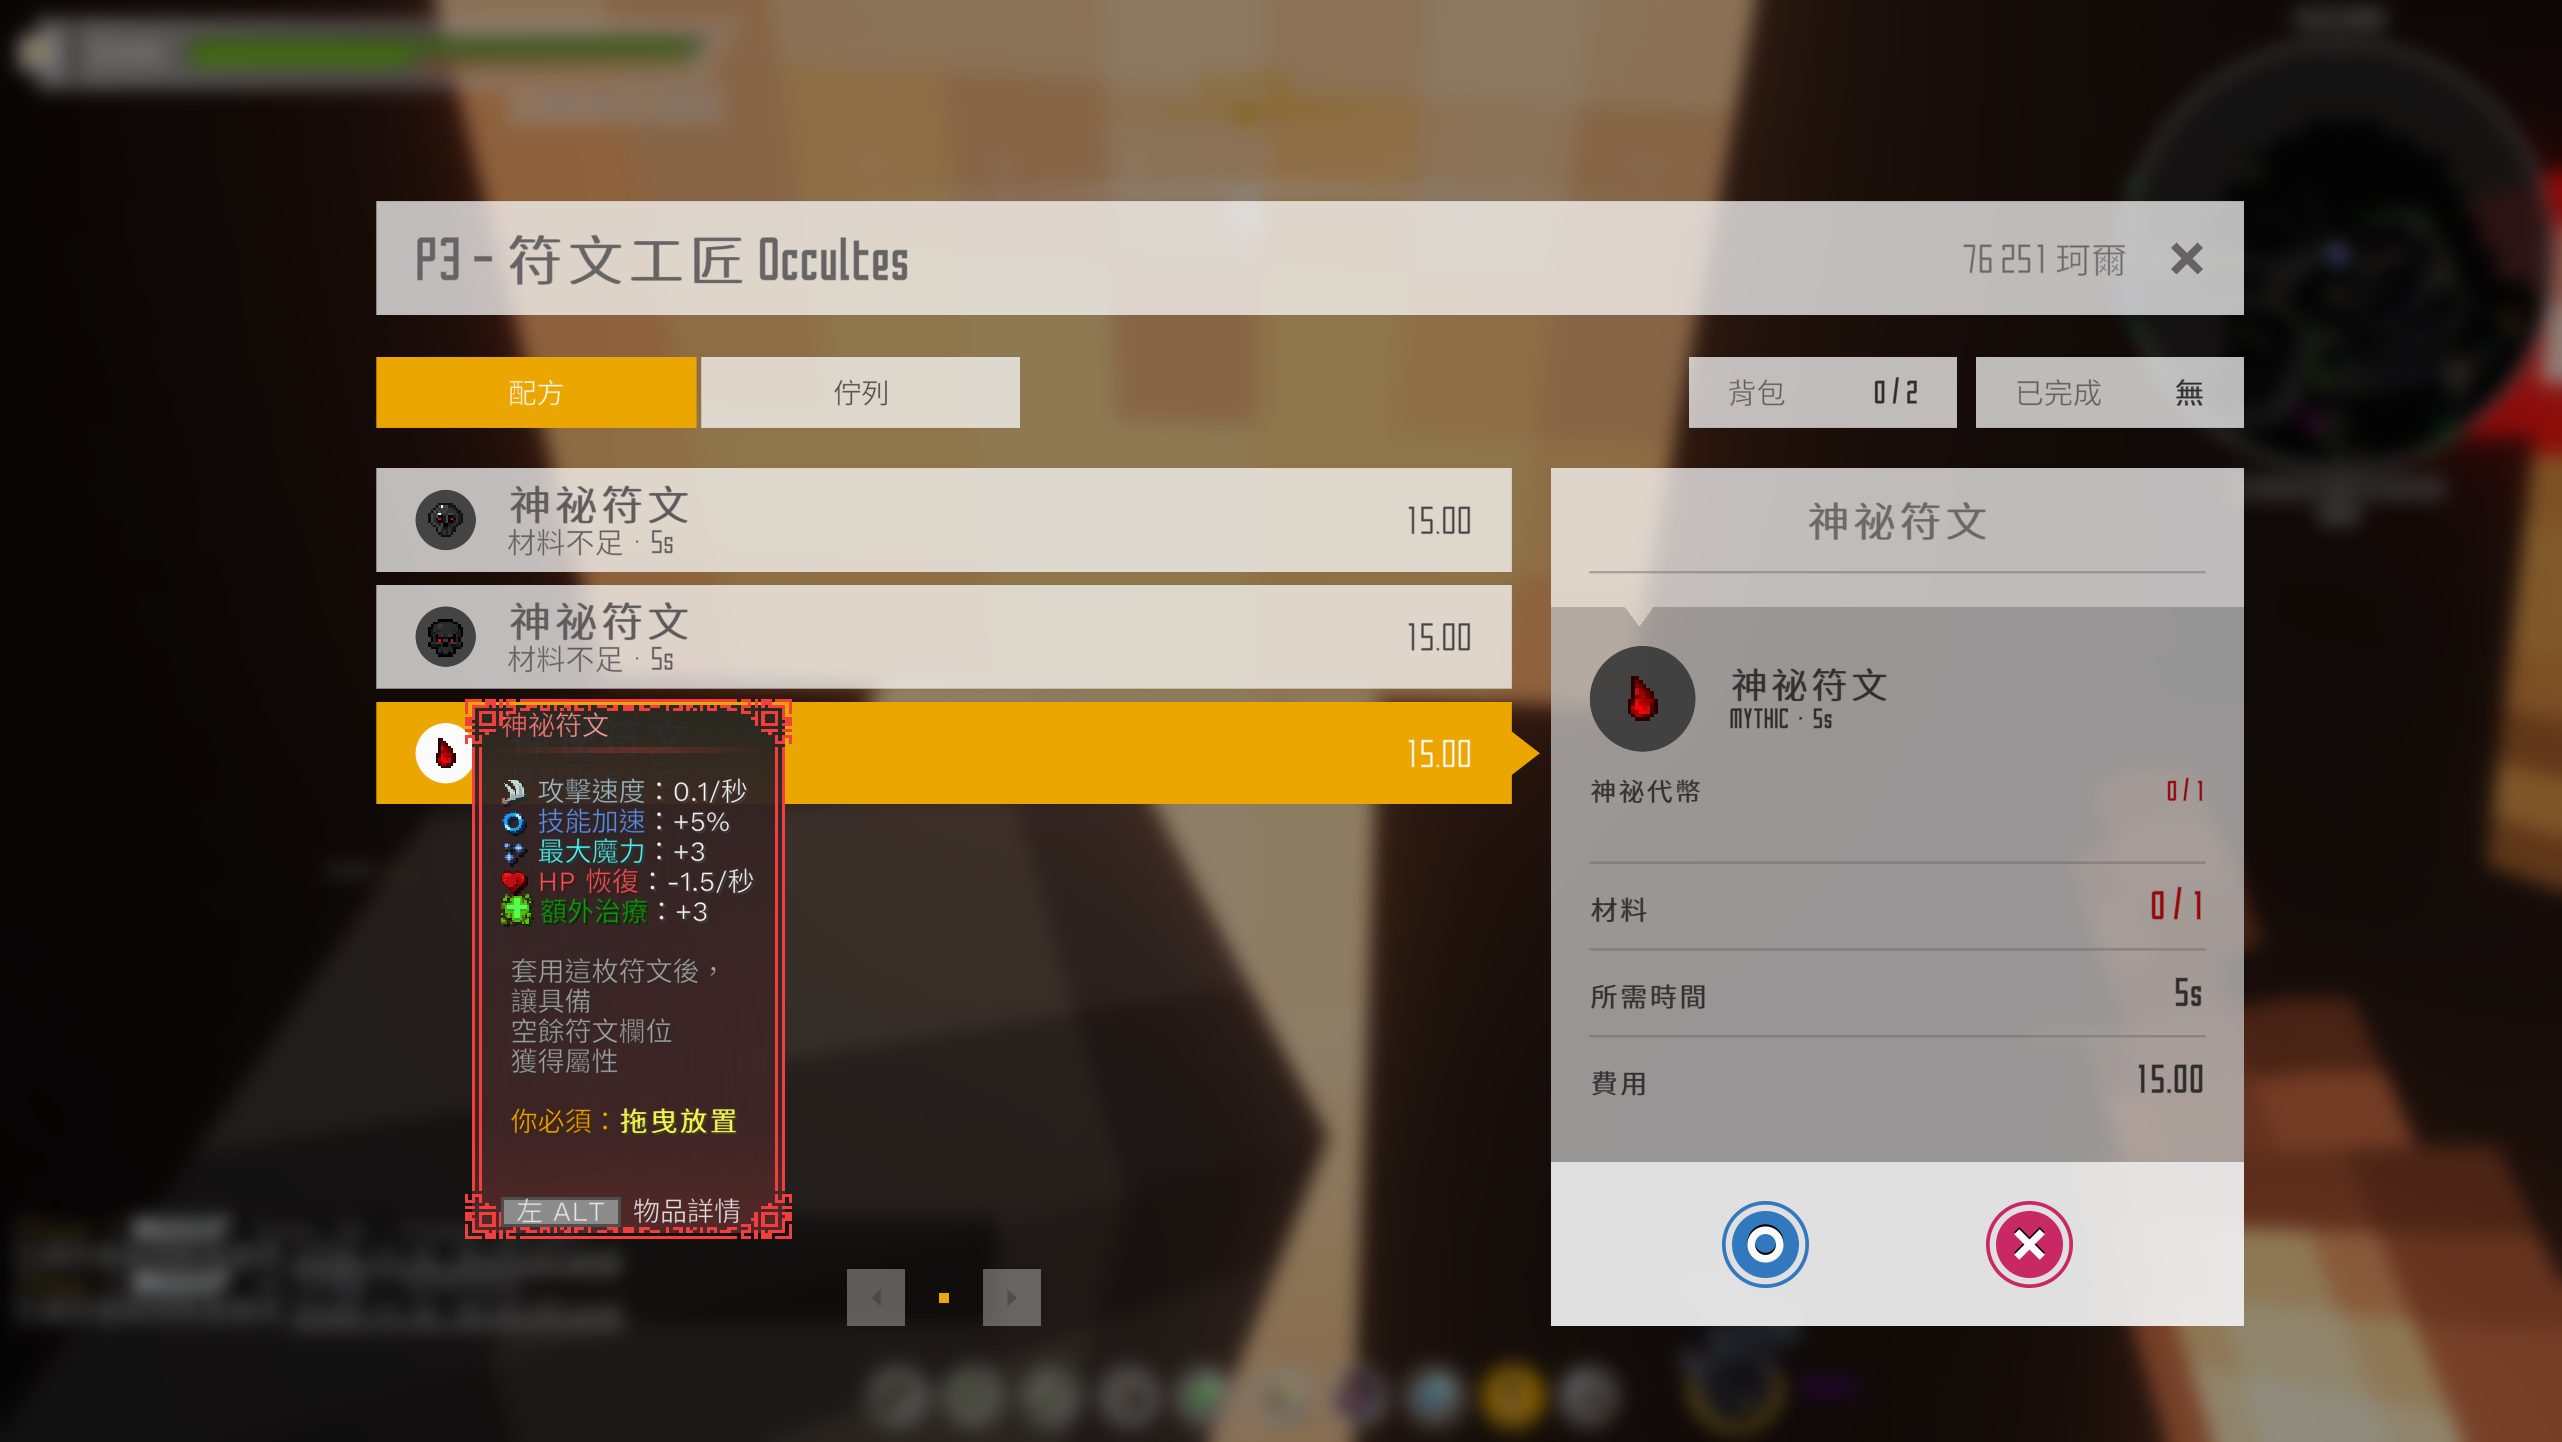 P3 - 符文工匠 Occultes
76 251 珂爾
配方
佇列
背包 0/2
已完成 無
神祕符文
材料不足 · 5s
15.00
神祕符文
材料不足 · 5s
15.00
15.00
神祕符文
攻擊速度：0.1/秒
技能加速：+5%
最大魔力：+3
HP 恢復：-1.5/秒
額外治療：+3
套用這枚符文後，
讓具備
空餘符文欄位
獲得屬性
你必須：拖曳放置
左 ALT 物品詳情
神祕符文
神祕符文
MYTHIC · 5s
神祕代幣 0/1
材料 0/1
所需時間 5s
費用 15.00